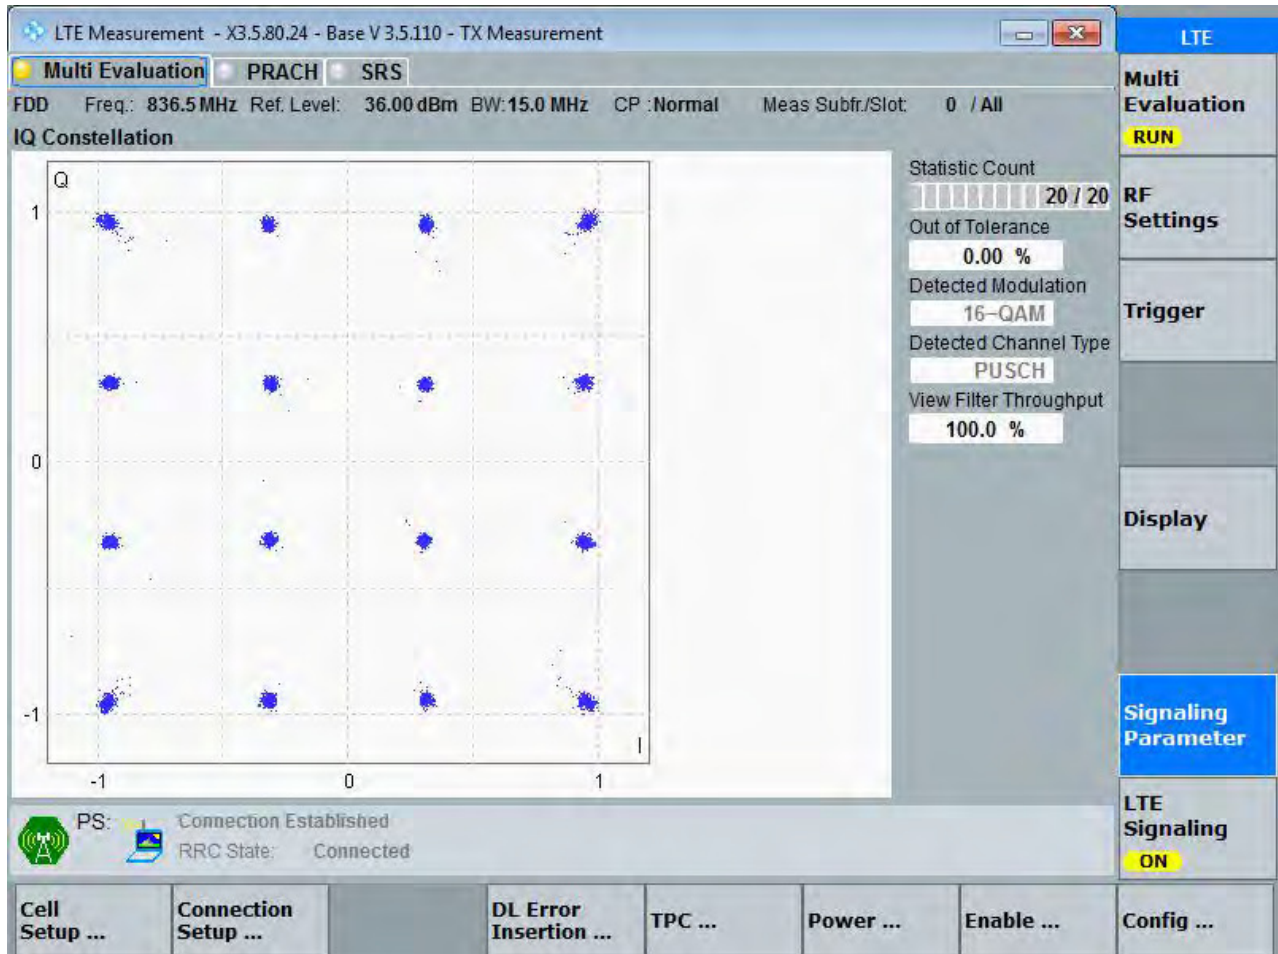 LTE Measurement - X3.5.80.24 - Base V 3.5.110 - TX Measurement
LTE
Multi Evaluation PRACH SRS
FDD Freq.: 836.5 MHz Ref. Level: 36.00 dBm BW: 15.0 MHz CP :Normal Meas Subfr./Slot: 0 / All
IQ Constellation
Q
1
0
-1
I
-1 0 1
Statistic Count
20 / 20
Out of Tolerance
0.00 %
Detected Modulation
16-QAM
Detected Channel Type
PUSCH
View Filter Throughput
100.0 %
Multi
Evaluation
RUN
RF
Settings
Trigger
Display
Signaling
Parameter
LTE
Signaling
ON
PS: Connection Established
RRC State: Connected
Cell
Setup ...
Connection
Setup ...
DL Error
Insertion ...
TPC ...
Power ...
Enable ...
Config ...